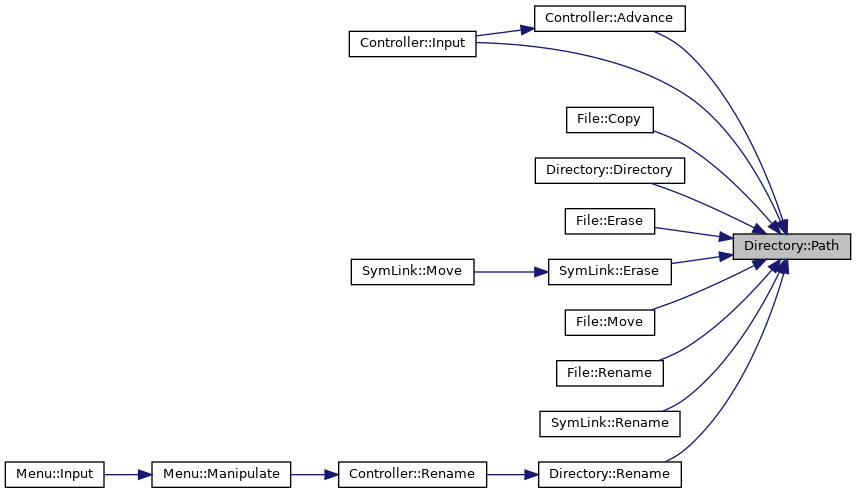 Controller::Advance
Controller::Input
File::Copy
Directory::Directory
File::Erase
Directory::Path
SymLink::Move
SymLink::Erase
File::Move
File::Rename
SymLink::Rename
Menu::Input
Menu::Manipulate
Controller::Rename
Directory::Rename